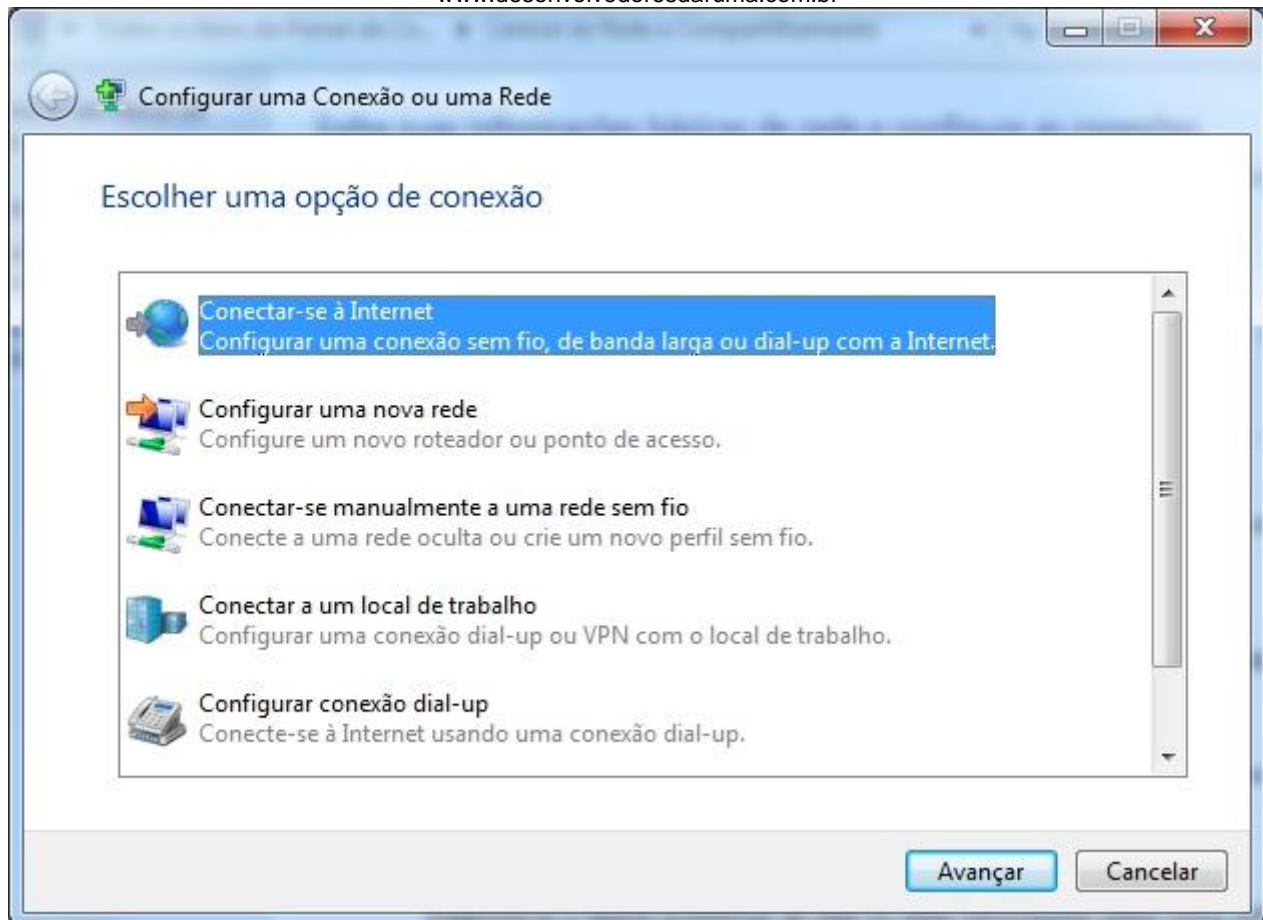 www.desenvolvedoresdaruma.com.br
Configurar uma Conexão ou uma Rede
Escolher uma opção de conexão
Conectar-se à Internet
Configurar uma conexão sem fio, de banda larga ou dial-up com a Internet.
Configurar uma nova rede
Configure um novo roteador ou ponto de acesso.
Conectar-se manualmente a uma rede sem fio
Conecte a uma rede oculta ou crie um novo perfil sem fio.
Conectar a um local de trabalho
Configurar uma conexão dial-up ou VPN com o local de trabalho.
Configurar conexão dial-up
Conecte-se à Internet usando uma conexão dial-up.
Avançar
Cancelar